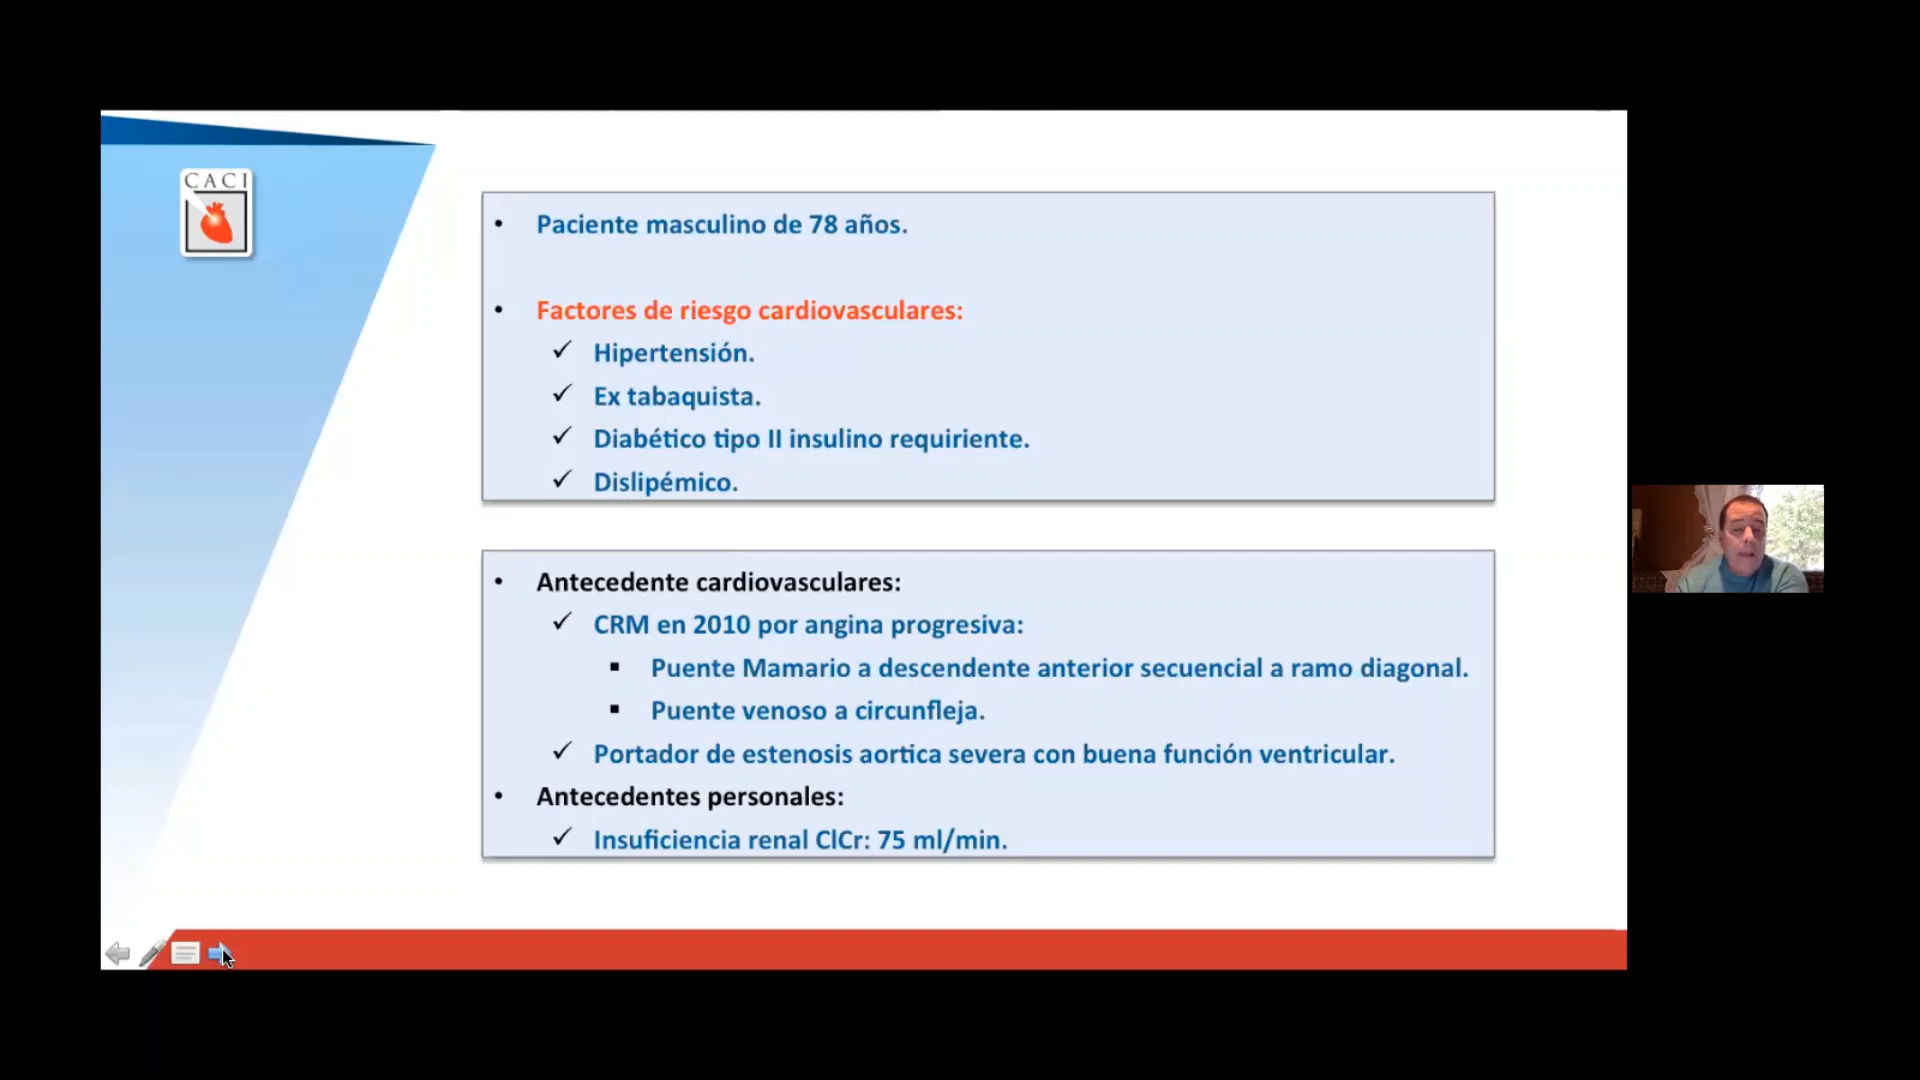 CACI
• Paciente masculino de 78 años.
• Factores de riesgo cardiovasculares:
✓ Hipertensión.
✓ Ex tabaquista.
✓ Diabético tipo II insulino requiriente.
✓ Dislipémico.
• Antecedente cardiovasculares:
✓ CRM en 2010 por angina progresiva:
▪ Puente Mamario a descendente anterior secuencial a ramo diagonal.
▪ Puente venoso a circunfleja.
✓ Portador de estenosis aortica severa con buena función ventricular.
• Antecedentes personales:
✓ Insuficiencia renal ClCr: 75 ml/min.